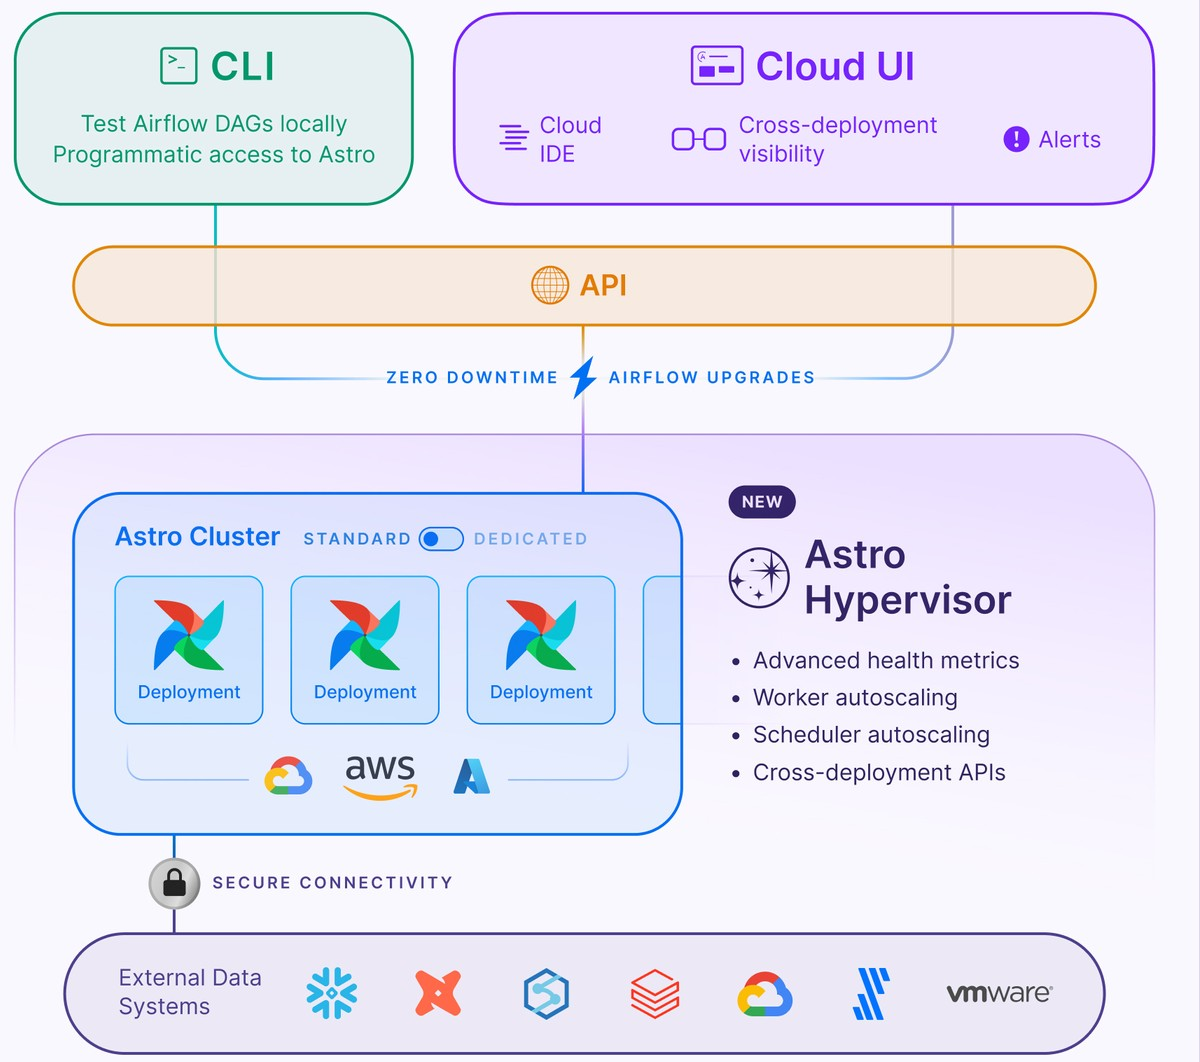 CLI
Test Airflow DAGs locally
Programmatic access to Astro
Cloud UI
Cloud
IDE
Cross-deployment
visibility
Alerts
API
ZERO DOWNTIME
AIRFLOW UPGRADES
Astro Cluster
STANDARD
DEDICATED
Deployment
Deployment
Deployment
aws
NEW
Astro
Hypervisor
• Advanced health metrics
• Worker autoscaling
• Scheduler autoscaling
• Cross-deployment APIs
SECURE CONNECTIVITY
External Data
Systems
vmware®